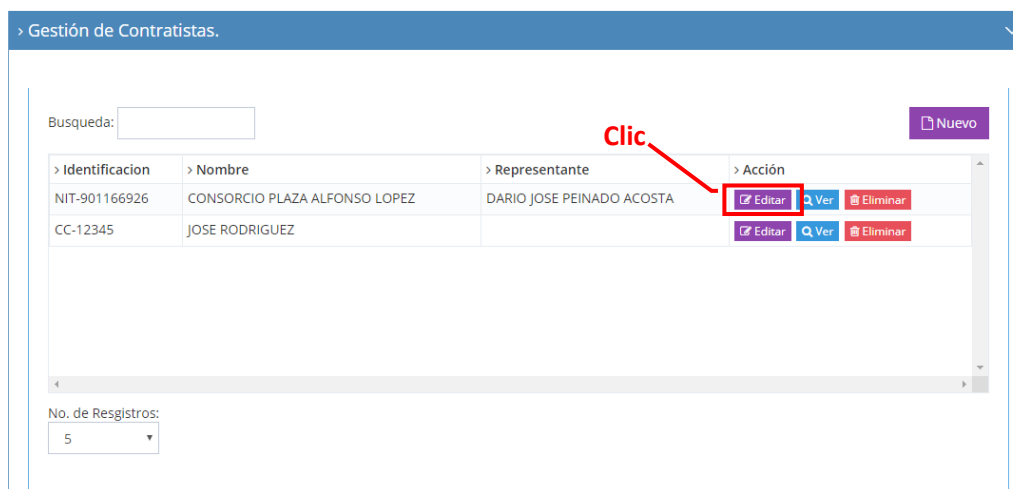 › Gestión de Contratistas.
Busqueda:
Nuevo
Clic
› Identificacion › Nombre › Representante › Acción
NIT-901166926 CONSORCIO PLAZA ALFONSO LOPEZ DARIO JOSE PEINADO ACOSTA Editar Ver Eliminar
CC-12345 JOSE RODRIGUEZ Editar Ver Eliminar
No. de Resgistros:
5